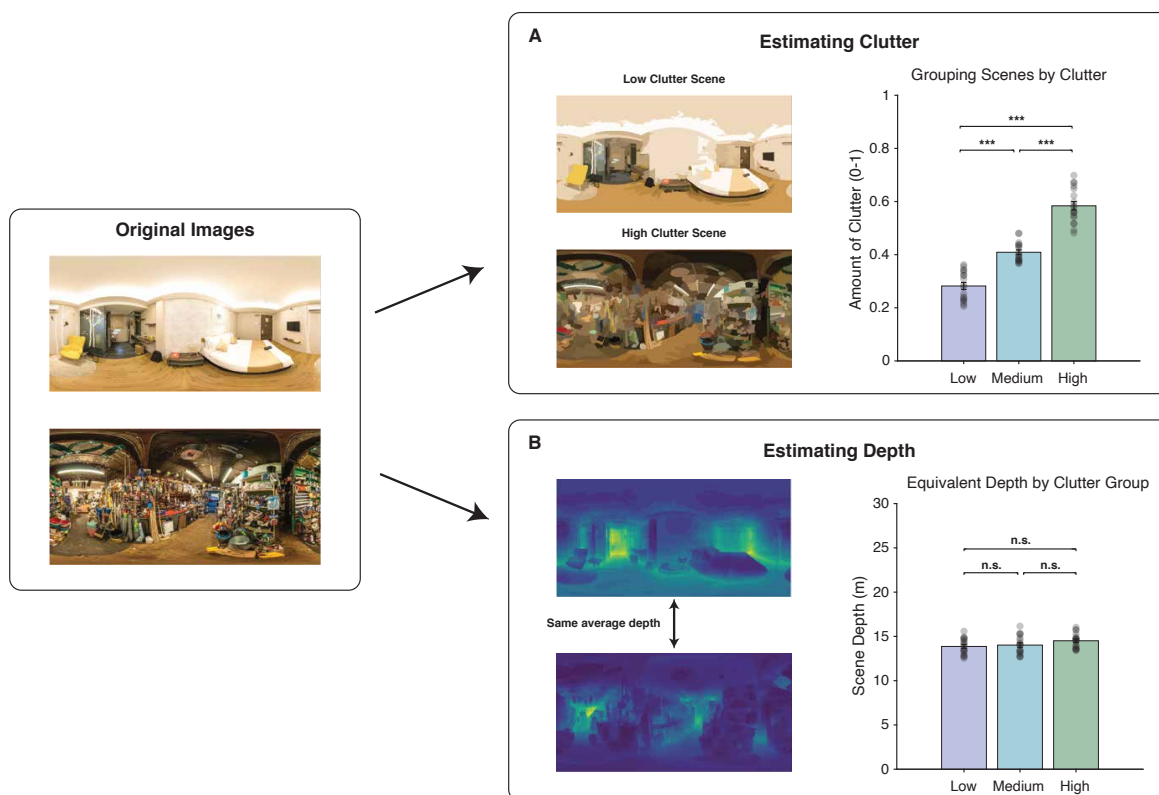 Original Images
A
Estimating Clutter
Low Clutter Scene
High Clutter Scene
Grouping Scenes by Clutter
Amount of Clutter (0-1)
1
0.8
0.6
0.4
0.2
0
***
*** ***
Low Medium High
B
Estimating Depth
Same average depth
Equivalent Depth by Clutter Group
Scene Depth (m)
30
25
20
15
10
5
0
n.s.
n.s. n.s.
Low Medium High